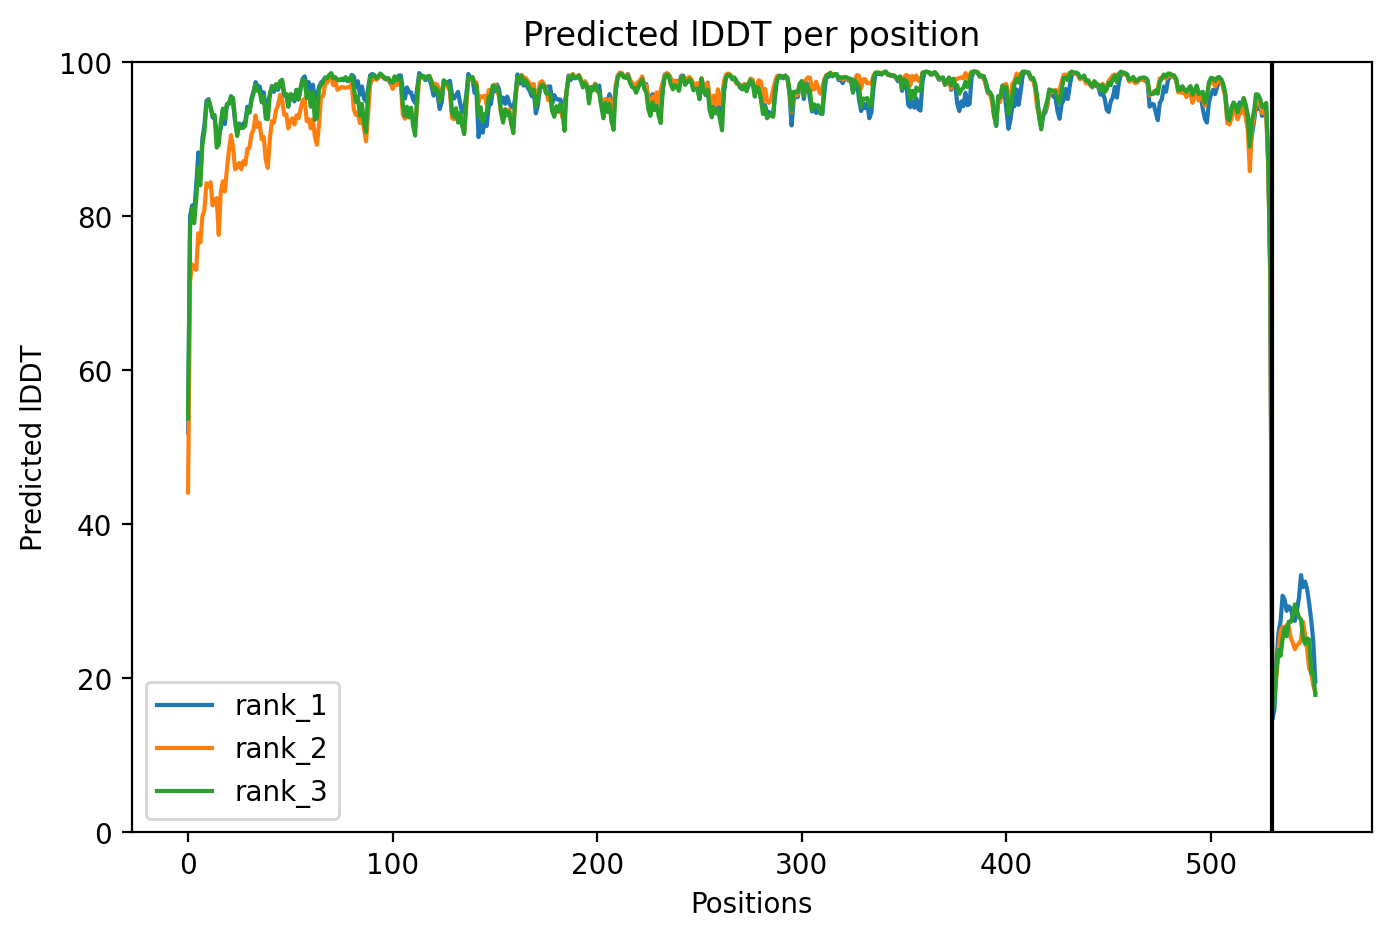 Predicted lDDT per position
Predicted lDDT
100
80
60
40
20
0
rank_1
rank_2
rank_3
0 100 200 300 400 500
Positions